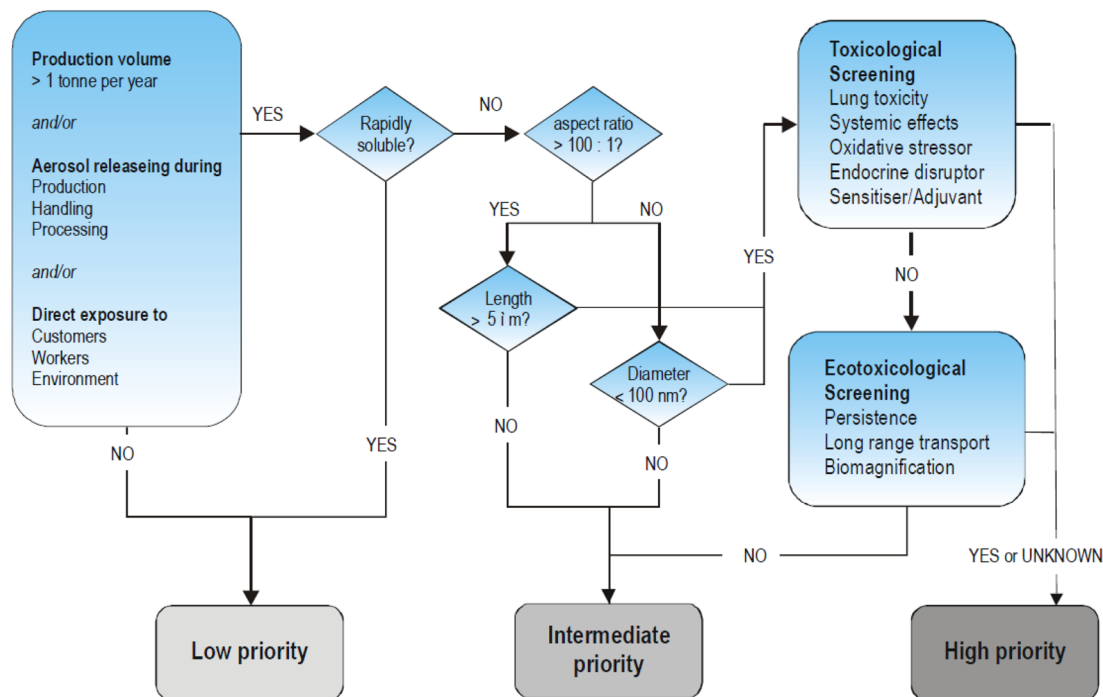 Production volume
> 1 tonne per year
and/or
Aerosol releaseing during
Production
Handling
Processing
and/or
Direct exposure to
Customers
Workers
Environment
YES
NO
Rapidly
soluble?
NO
YES
aspect ratio
> 100 : 1?
YES
NO
Length
> 5 i m?
NO
Diameter
< 100 nm?
NO
YES
Toxicological
Screening
Lung toxicity
Systemic effects
Oxidative stressor
Endocrine disruptor
Sensitiser/Adjuvant
NO
Ecotoxicological
Screening
Persistence
Long range transport
Biomagnification
NO
YES or UNKNOWN
Low priority
Intermediate
priority
High priority